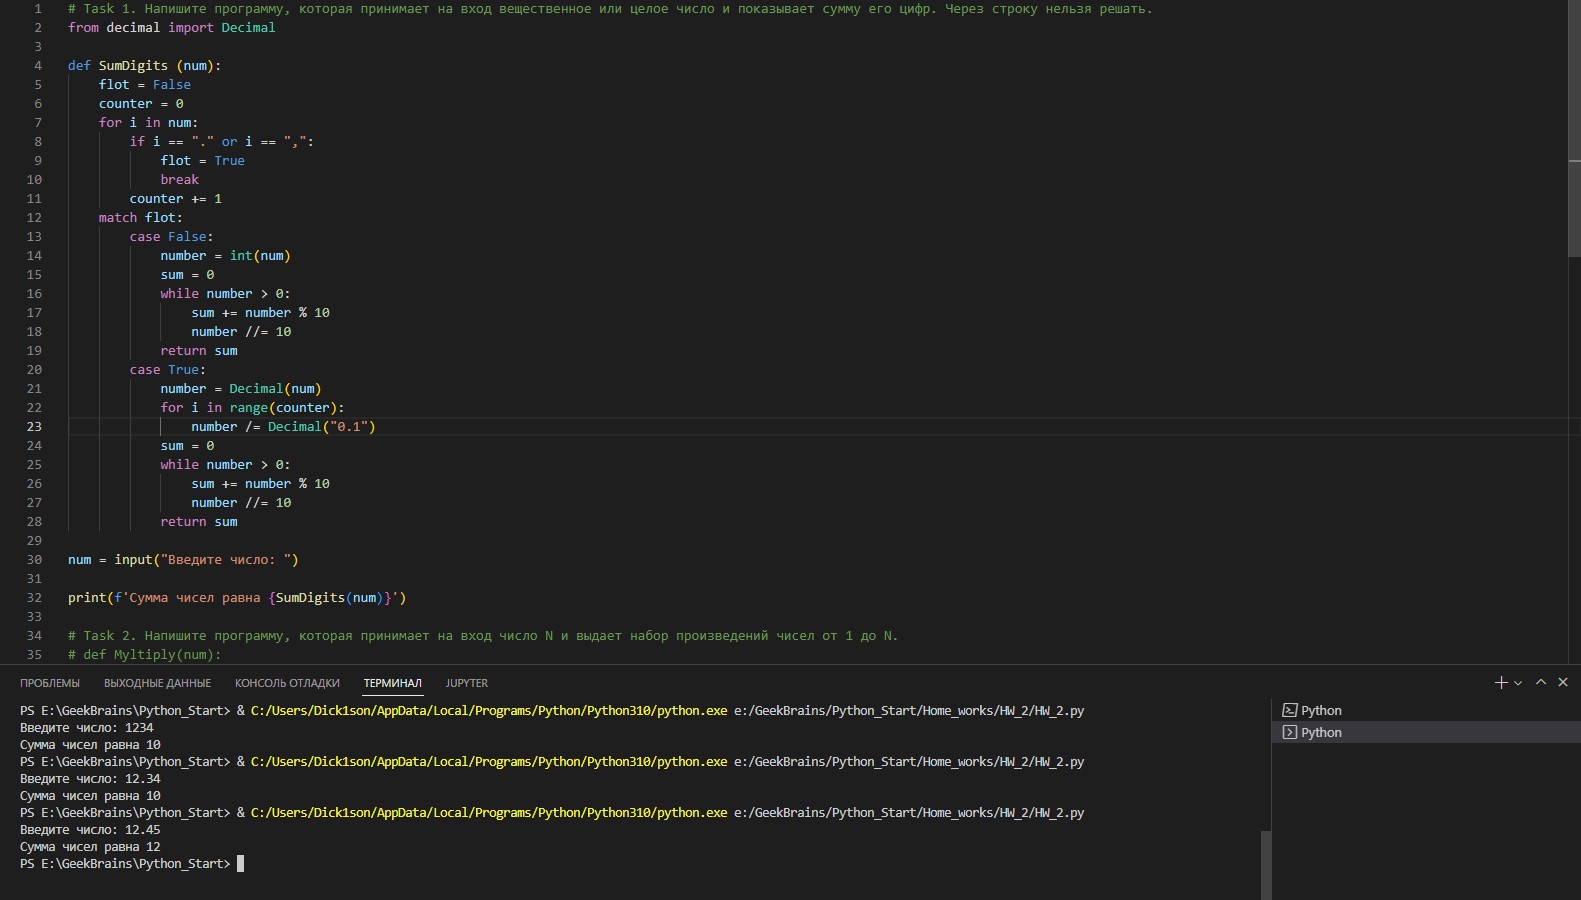 1 # Task 1. Напишите программу, которая принимает на вход вещественное или целое число и показывает сумму его цифр. Через строку нельзя решать.
2 from decimal import Decimal
3
4 def SumDigits (num):
5     flot = False
6     counter = 0
7     for i in num:
8         if i == "." or i == ",":
9             flot = True
10             break
11         counter += 1
12     match flot:
13         case False:
14             number = int(num)
15             sum = 0
16             while number > 0:
17                 sum += number % 10
18                 number //= 10
19             return sum
20         case True:
21             number = Decimal(num)
22             for i in range(counter):
23                 number /= Decimal("0.1")
24             sum = 0
25             while number > 0:
26                 sum += number % 10
27                 number //= 10
28             return sum
29
30 num = input("Введите число: ")
31
32 print(f'Сумма чисел равна {SumDigits(num)}')
33
34 # Task 2. Напишите программу, которая принимает на вход число N и выдает набор произведений чисел от 1 до N.
35 # def Myltiply(num):
ПРОБЛЕМЫ ВЫХОДНЫЕ ДАННЫЕ КОНСОЛЬ ОТЛАДКИ ТЕРМИНАЛ JUPYTER
PS E:\GeekBrains\Python_Start> & C:/Users/Dick1son/AppData/Local/Programs/Python/Python310/python.exe e:/GeekBrains/Python_Start/Home_works/HW_2/HW_2.py
Введите число: 1234
Сумма чисел равна 10
PS E:\GeekBrains\Python_Start> & C:/Users/Dick1son/AppData/Local/Programs/Python/Python310/python.exe e:/GeekBrains/Python_Start/Home_works/HW_2/HW_2.py
Введите число: 12.34
Сумма чисел равна 10
PS E:\GeekBrains\Python_Start> & C:/Users/Dick1son/AppData/Local/Programs/Python/Python310/python.exe e:/GeekBrains/Python_Start/Home_works/HW_2/HW_2.py
Введите число: 12.45
Сумма чисел равна 12
PS E:\GeekBrains\Python_Start>
Python
Python